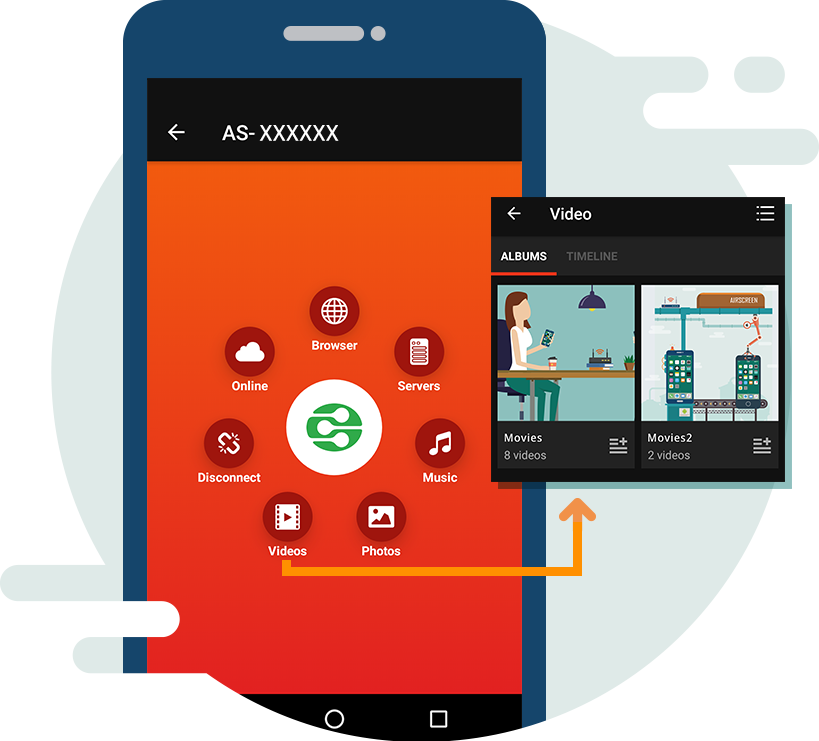 AS- XXXXXX
Browser
Online
Servers
Disconnect
Music
Videos
Photos
Video
ALBUMS TIMELINE
AIRSCREEN
Movies
8 videos
Movies2
2 videos